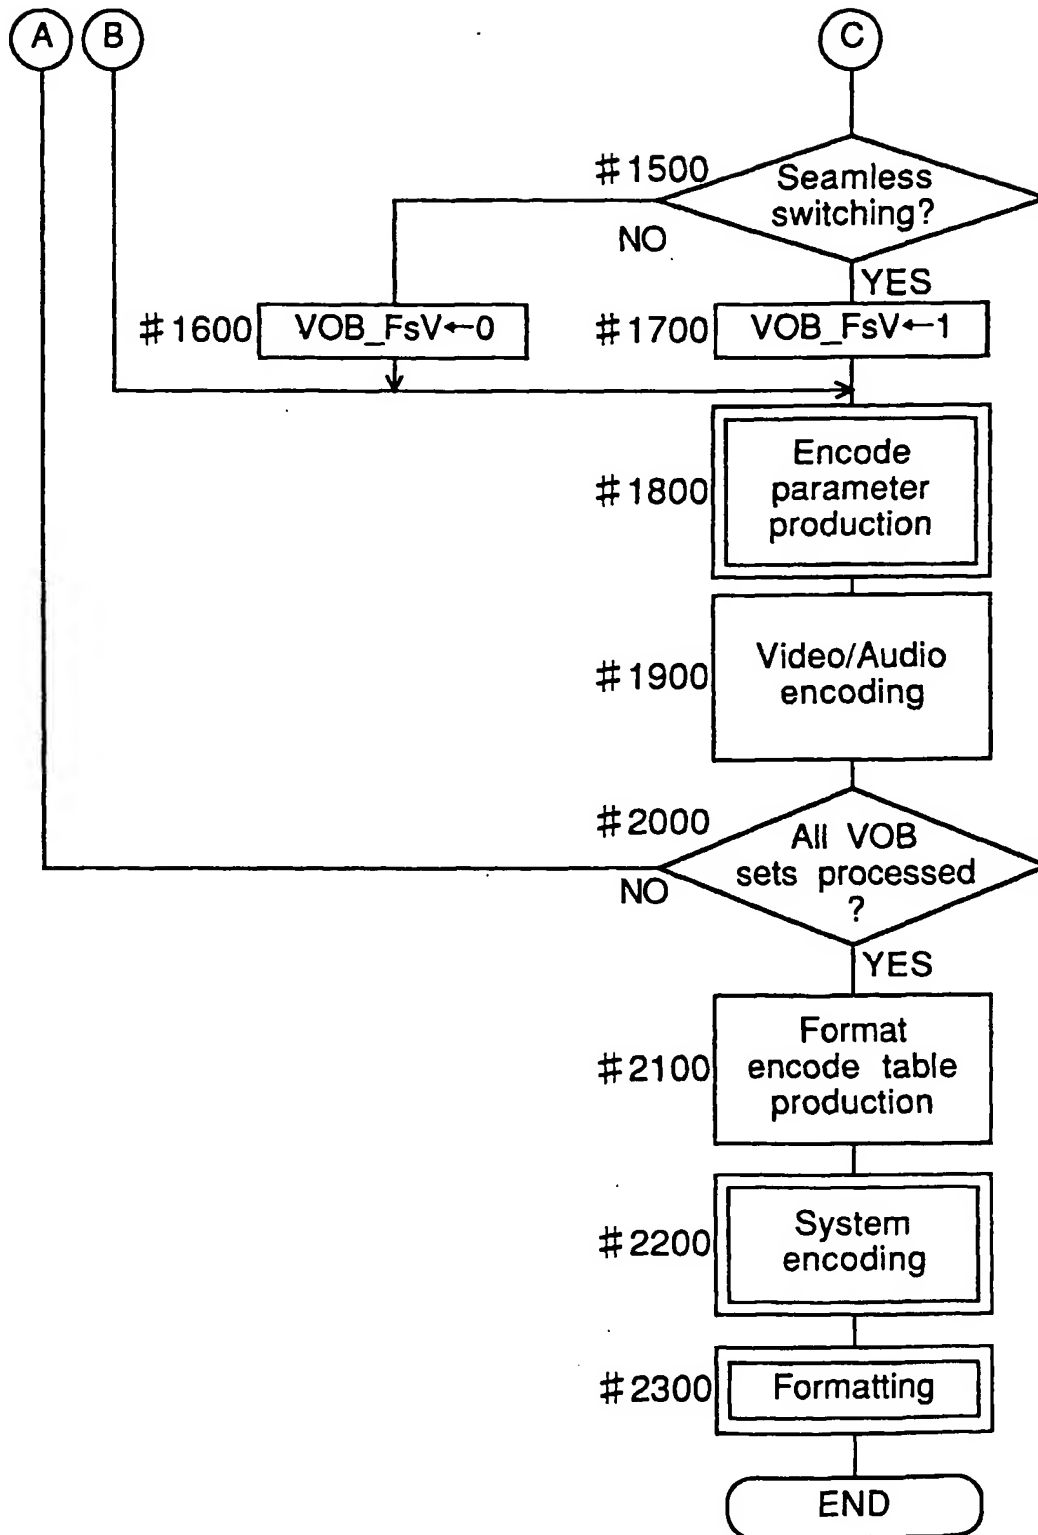 A
B
C
#1500
Seamless
switching?
NO
YES
#1600
VOB_FsV←0
#1700
VOB_FsV←1
#1800
Encode
parameter
production
#1900
Video/Audio
encoding
#2000
All VOB
sets processed
?
NO
YES
#2100
Format
encode table
production
#2200
System
encoding
#2300
Formatting
END